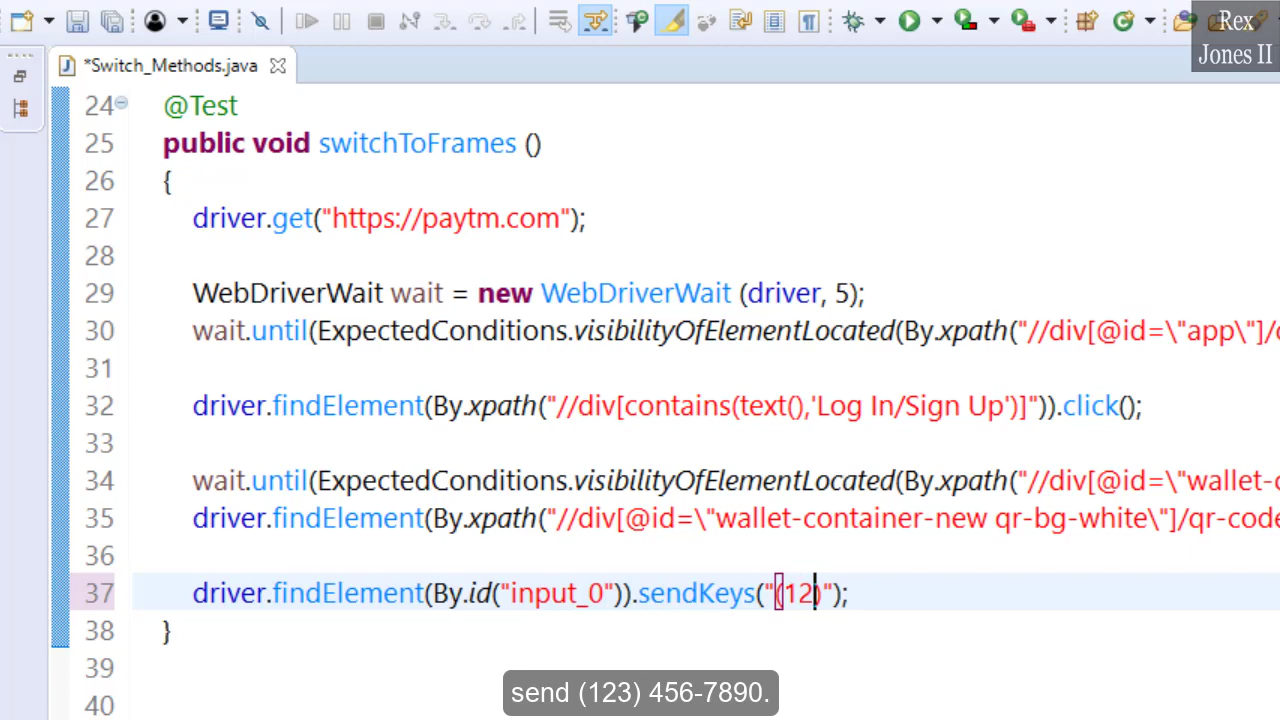 Rex
Jones II
*Switch_Methods.java
24 @Test
25 public void switchToFrames ()
26 {
27 driver.get("https://paytm.com");
28
29 WebDriverWait wait = new WebDriverWait (driver, 5);
30 wait.until(ExpectedConditions.visibilityOfElementLocated(By.xpath("//div[@id=\"app\"]/
31
32 driver.findElement(By.xpath("//div[contains(text(),'Log In/Sign Up')]")).click();
33
34 wait.until(ExpectedConditions.visibilityOfElementLocated(By.xpath("//div[@id=\"wallet-c
35 driver.findElement(By.xpath("//div[@id=\"wallet-container-new qr-bg-white\"]/qr-code
36
37 driver.findElement(By.id("input_0")).sendKeys("(12)");
38 }
39
40
send (123) 456-7890.